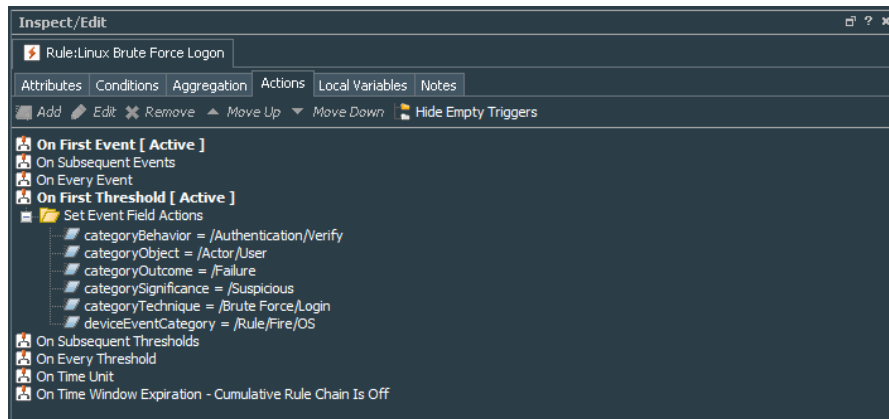 Inspect/Edit
Rule:Linux Brute Force Logon
Attributes Conditions Aggregation Actions Local Variables Notes
Add Edit Remove Move Up Move Down Hide Empty Triggers
On First Event [ Active ]
On Subsequent Events
On Every Event
On First Threshold [ Active ]
Set Event Field Actions
categoryBehavior = /Authentication/Verify
categoryObject = /Actor/User
categoryOutcome = /Failure
categorySignificance = /Suspicious
categoryTechnique = /Brute Force/Login
deviceEventCategory = /Rule/Fire/OS
On Subsequent Thresholds
On Every Threshold
On Time Unit
On Time Window Expiration - Cumulative Rule Chain Is Off